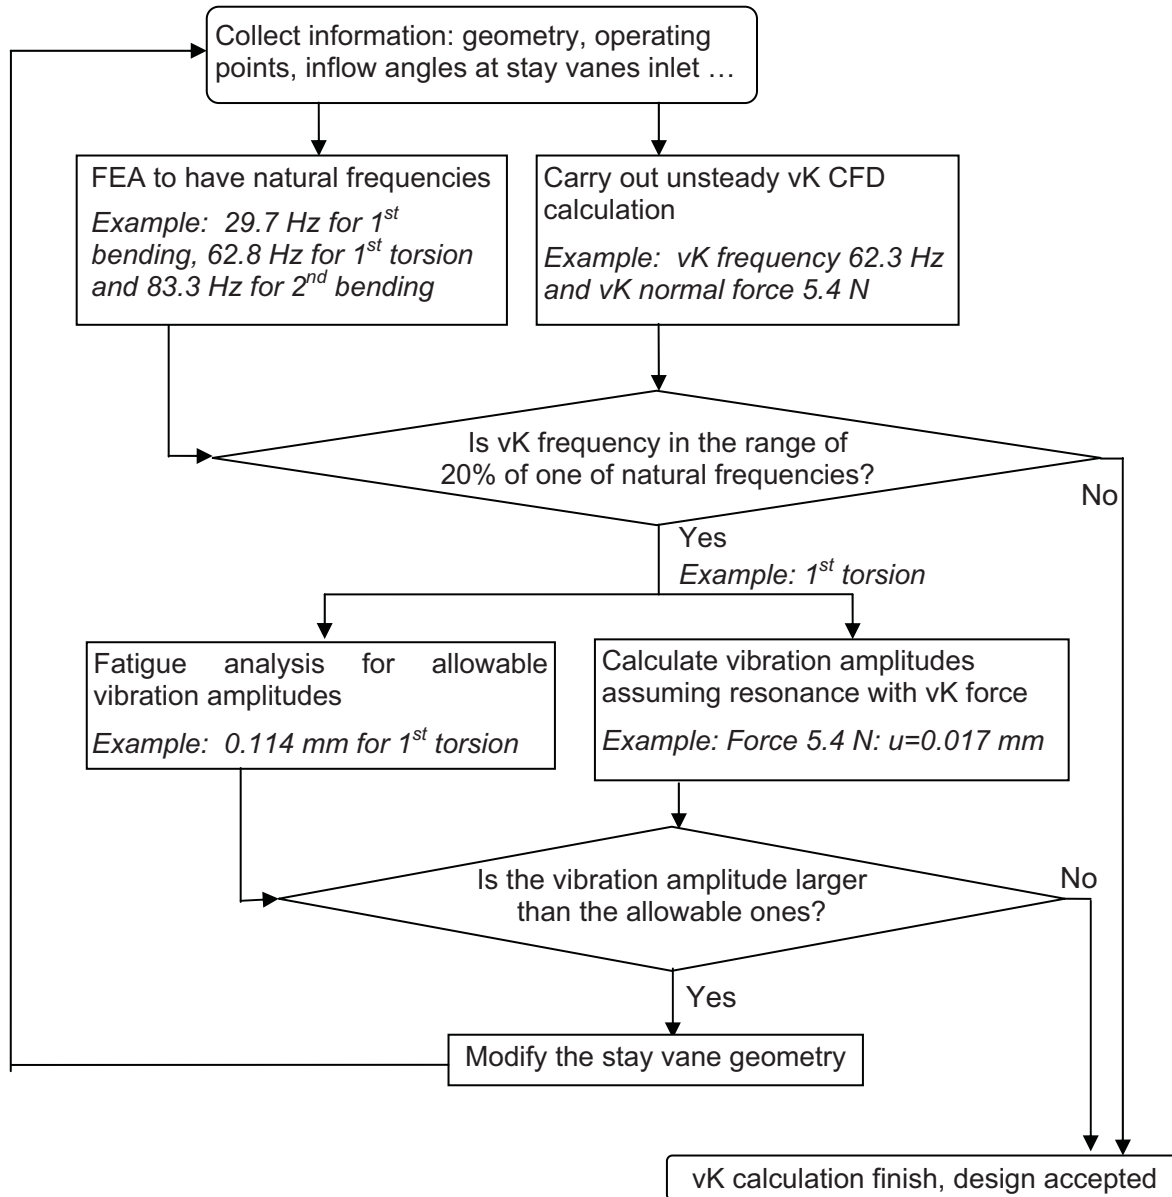 Collect information: geometry, operating
points, inflow angles at stay vanes inlet …
FEA to have natural frequencies
Example: 29.7 Hz for 1st
bending, 62.8 Hz for 1st torsion
and 83.3 Hz for 2nd bending
Carry out unsteady vK CFD
calculation
Example: vK frequency 62.3 Hz
and vK normal force 5.4 N
Is vK frequency in the range of
20% of one of natural frequencies?
No
Yes
Example: 1st torsion
Fatigue analysis for allowable
vibration amplitudes
Example: 0.114 mm for 1st torsion
Calculate vibration amplitudes
assuming resonance with vK force
Example: Force 5.4 N: u=0.017 mm
Is the vibration amplitude larger
than the allowable ones?
No
Yes
Modify the stay vane geometry
vK calculation finish, design accepted